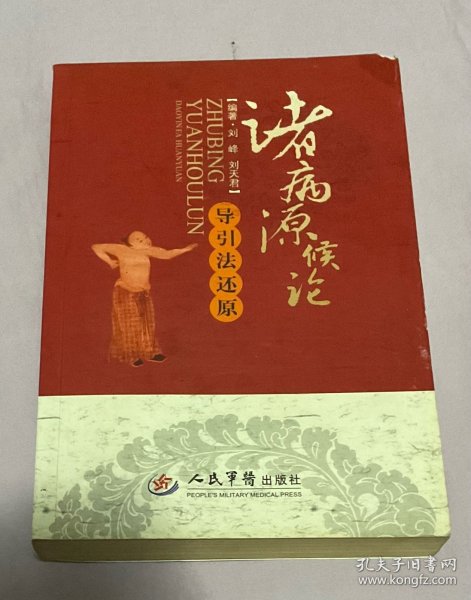 诸病源候论
导引法还原
【编著·刘峰 刘天君】
ZHUBING
YUANHOULUN
DAOYINFA HUANYUAN
人民军醫出版社
PEOPLE'S MILITARY MEDICAL PRESS
孔夫子旧书网
www.kongfz.com